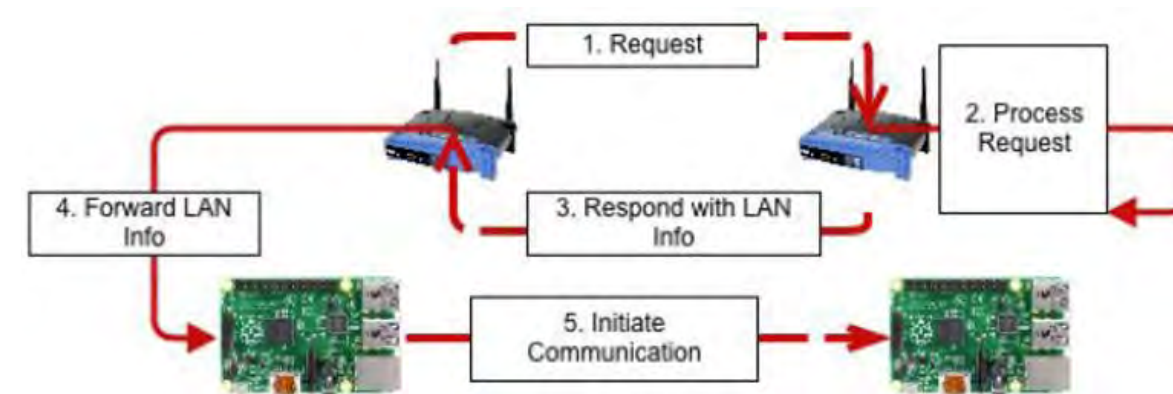 1. Request
2. Process
Request
3. Respond with LAN
Info
4. Forward LAN
Info
5. Initiate
Communication